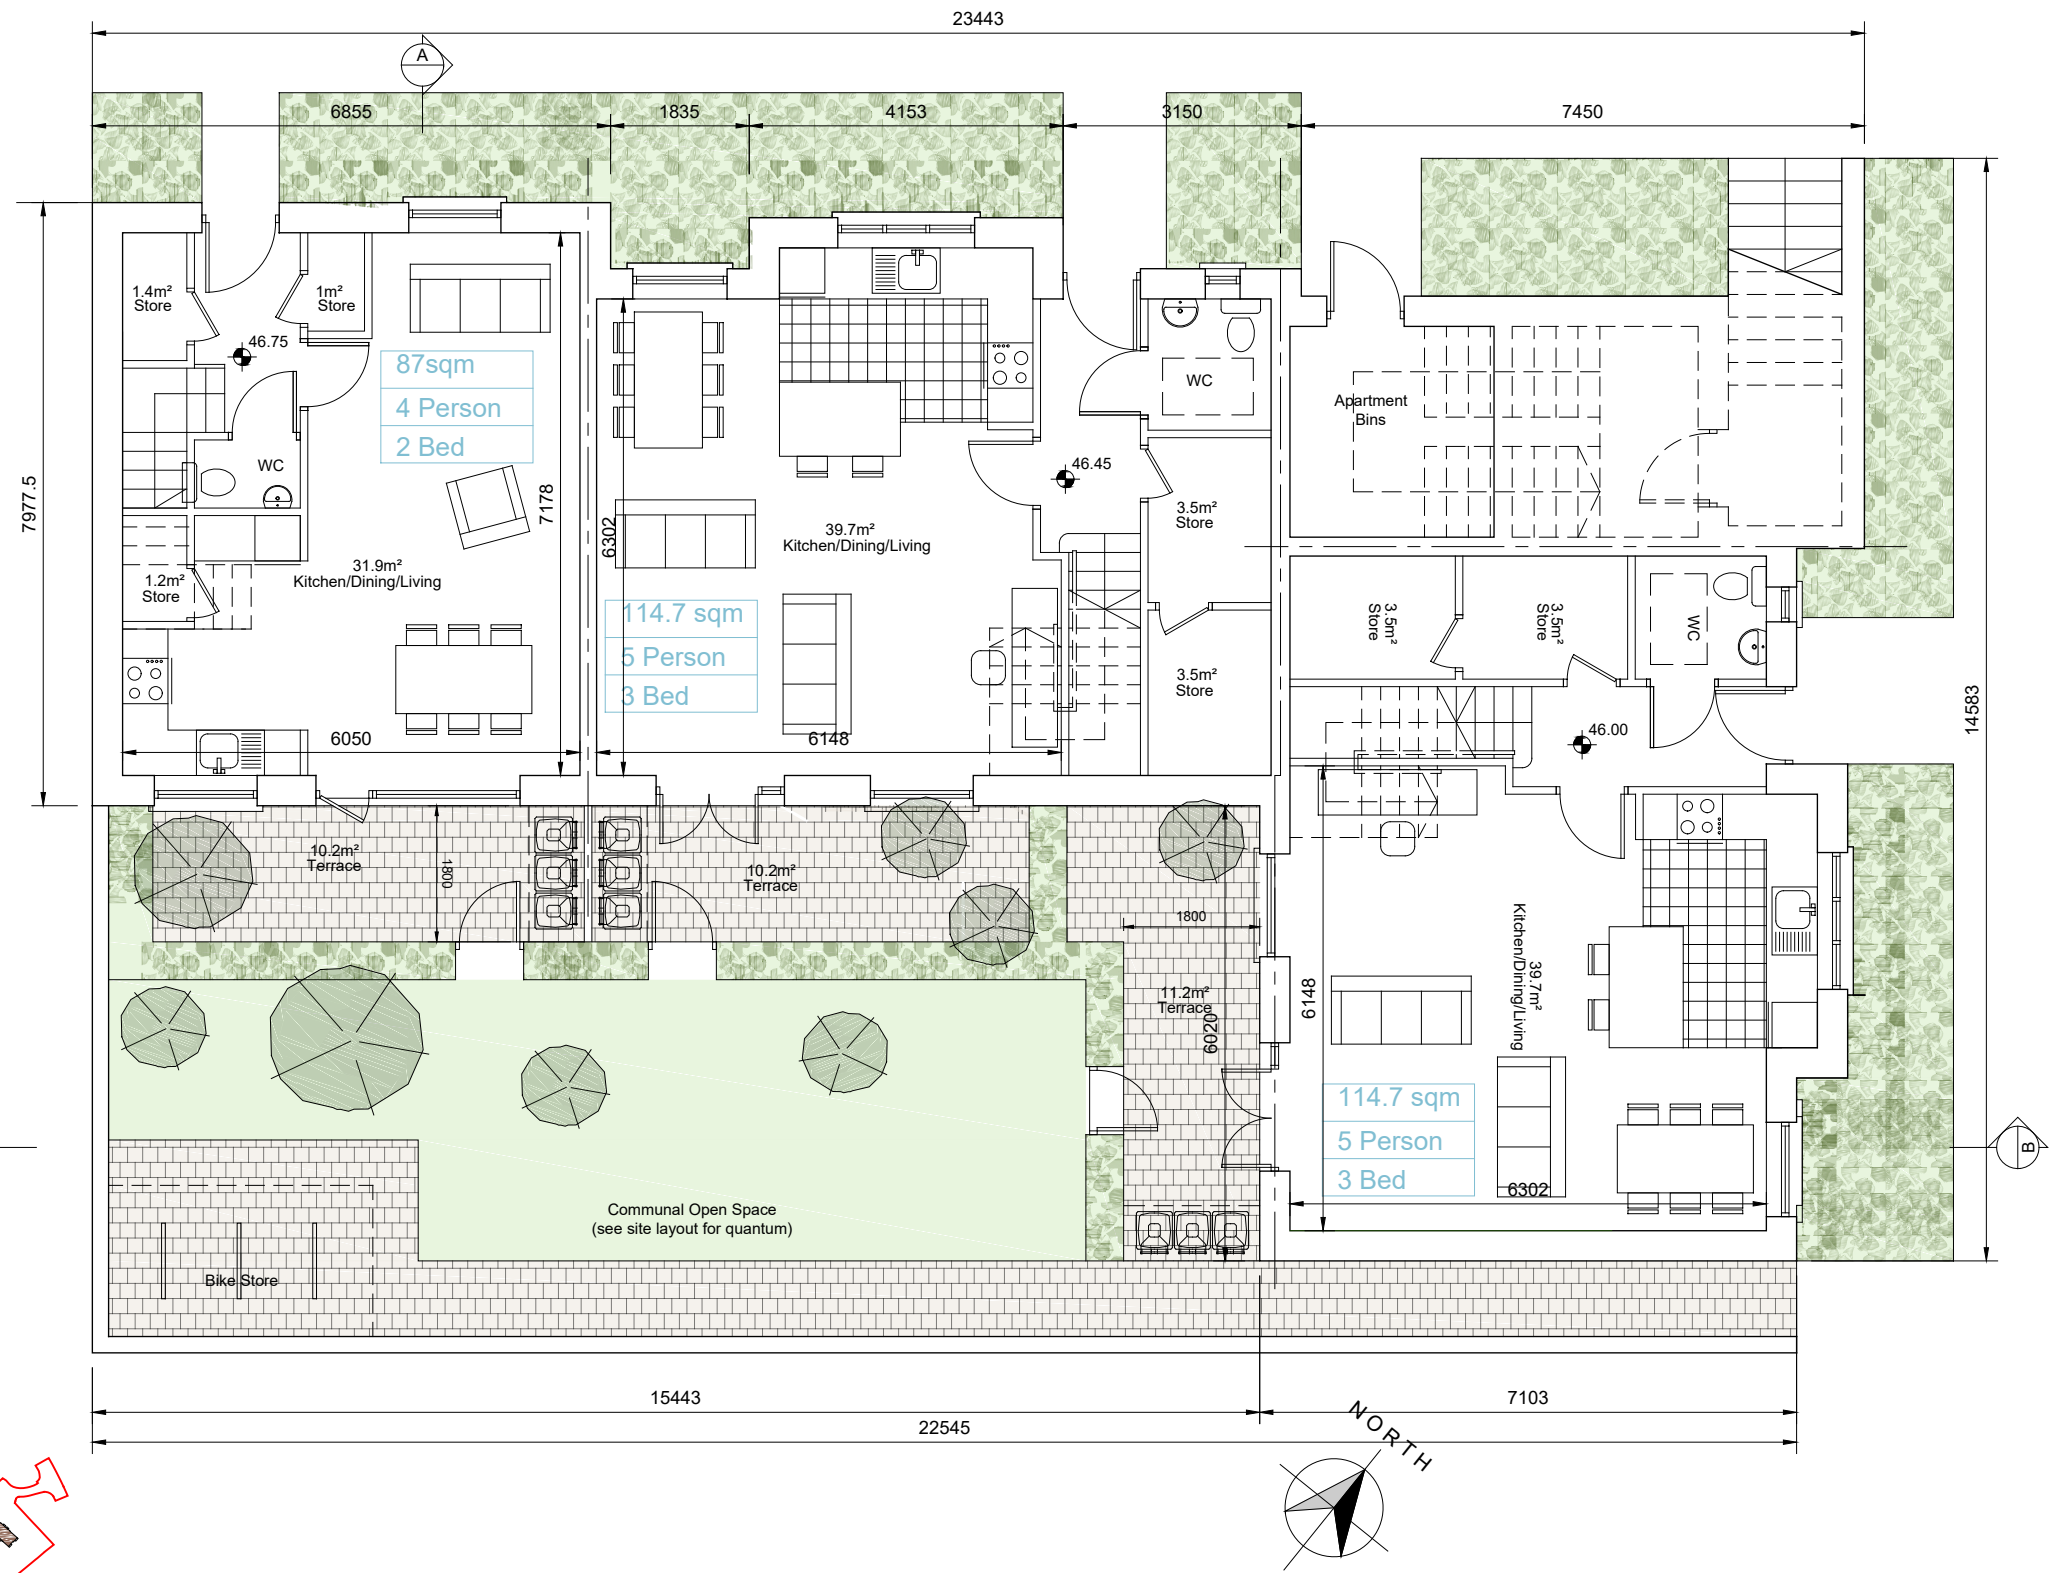 23443
A
6855
1835
4153
3150
7450
1.4m²
Store
1m²
Store
46.75
87sqm
4 Person
2 Bed
WC
7977.5
7178
6302
31.9m²
Kitchen/Dining/Living
1.2m²
Store
6050
39.7m²
Kitchen/Dining/Living
114.7 sqm
5 Person
3 Bed
6148
46.45
WC
3.5m²
Store
3.5m²
Store
Apartment
Bins
3.5m²
Store
3.5m²
Store
WC
46.00
14583
10.2m²
Terrace
1800
10.2m²
Terrace
1800
11.2m²
Terrace
6020
6148
39.7m²
Kitchen/Dining/Living
114.7 sqm
5 Person
3 Bed
6302
B
Communal Open Space
(see site layout for quantum)
Bike Store
15443
7103
22545
NORTH